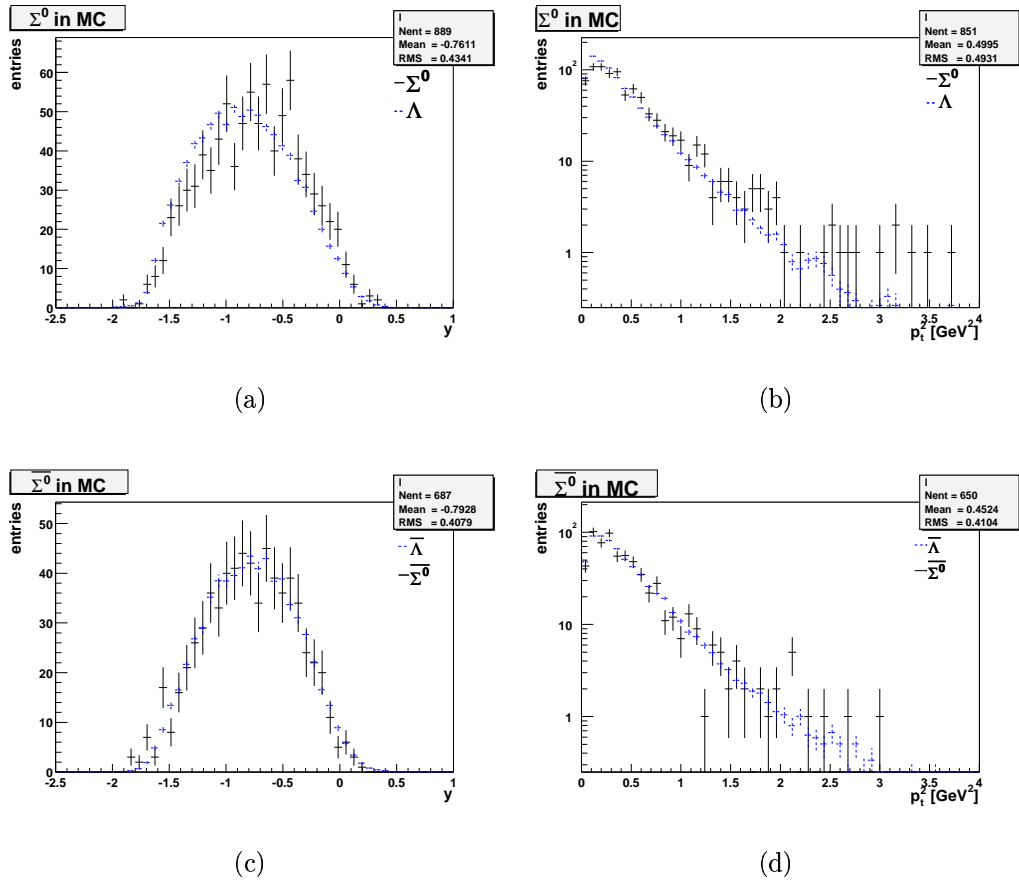 Σ⁰ in MC
l
Nent = 889
Mean = -0.7611
RMS = 0.4341
Σ⁰
Λ
entries
60
50
40
30
20
10
0
-2.5 -2 -1.5 -1 -0.5 0 0.5 1
y
(a)
Σ⁰ in MC
l
Nent = 851
Mean = 0.4995
RMS = 0.4931
Σ⁰
Λ
entries
10²
10
1
0 0.5 1 1.5 2 2.5 3 3.5 4
p_t² [GeV²]
(b)
Σ̅⁰ in MC
l
Nent = 687
Mean = -0.7928
RMS = 0.4079
Λ̅
Σ̅⁰
entries
50
40
30
20
10
0
-2.5 -2 -1.5 -1 -0.5 0 0.5 1
y
(c)
Σ̅⁰ in MC
l
Nent = 650
Mean = 0.4524
RMS = 0.4104
Λ̅
Σ̅⁰
entries
10²
10
1
0 0.5 1 1.5 2 2.5 3 3.5 4
p_t² [GeV²]
(d)